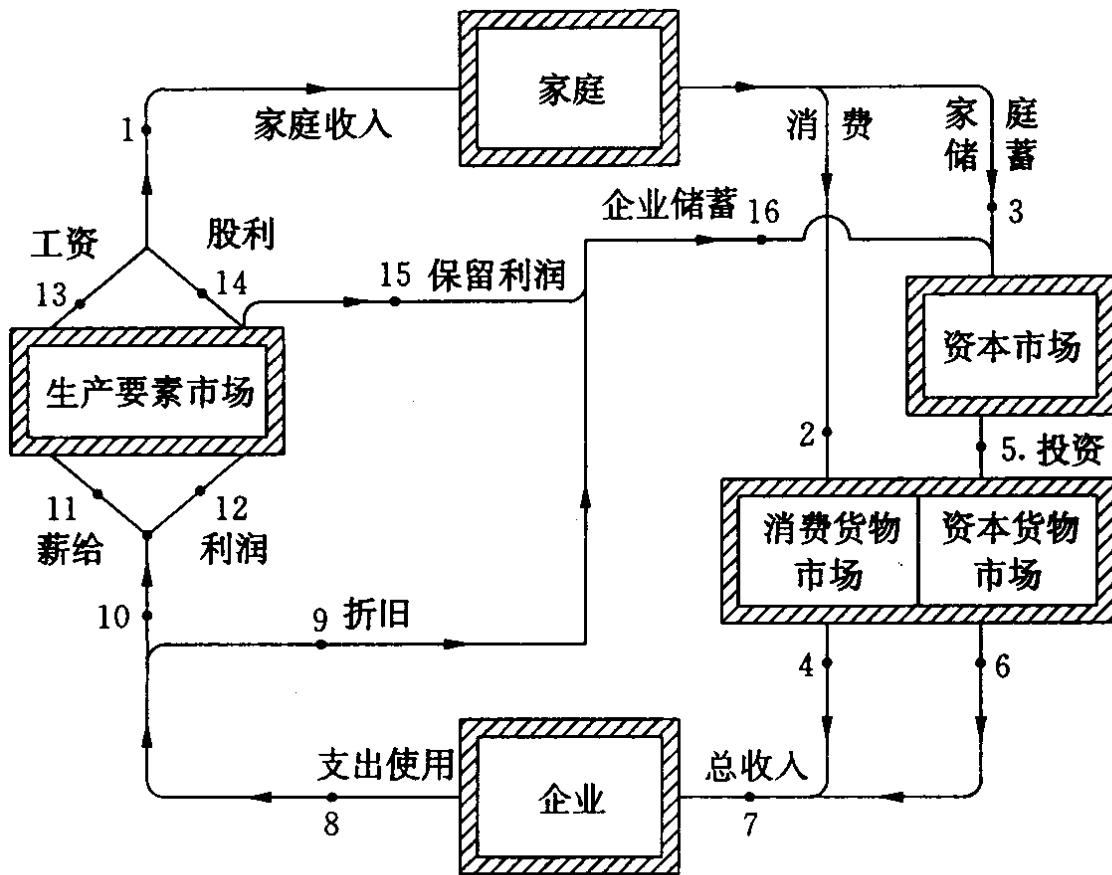 家庭
1
家庭收入
消费
家庭
储蓄
企业储蓄 16
3
工资
股利
13
14
15 保留利润
生产要素市场
资本市场
2
5. 投资
11
薪给
12
利润
消费货物
市场
资本货物
市场
10
9 折旧
4
6
支出使用
8
企业
总收入
7